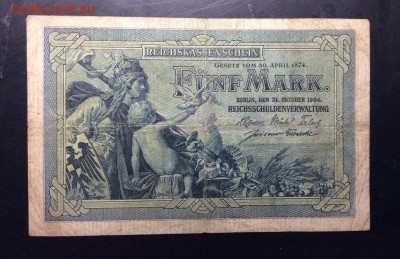 REICHSKASSENSCHEIN
GESETZ VOM 30. APRIL 1874.
FÜNF MARK.
BERLIN, DEN 31. OKTOBER 1904.
REICHSSCHULDENVERWALTUNG